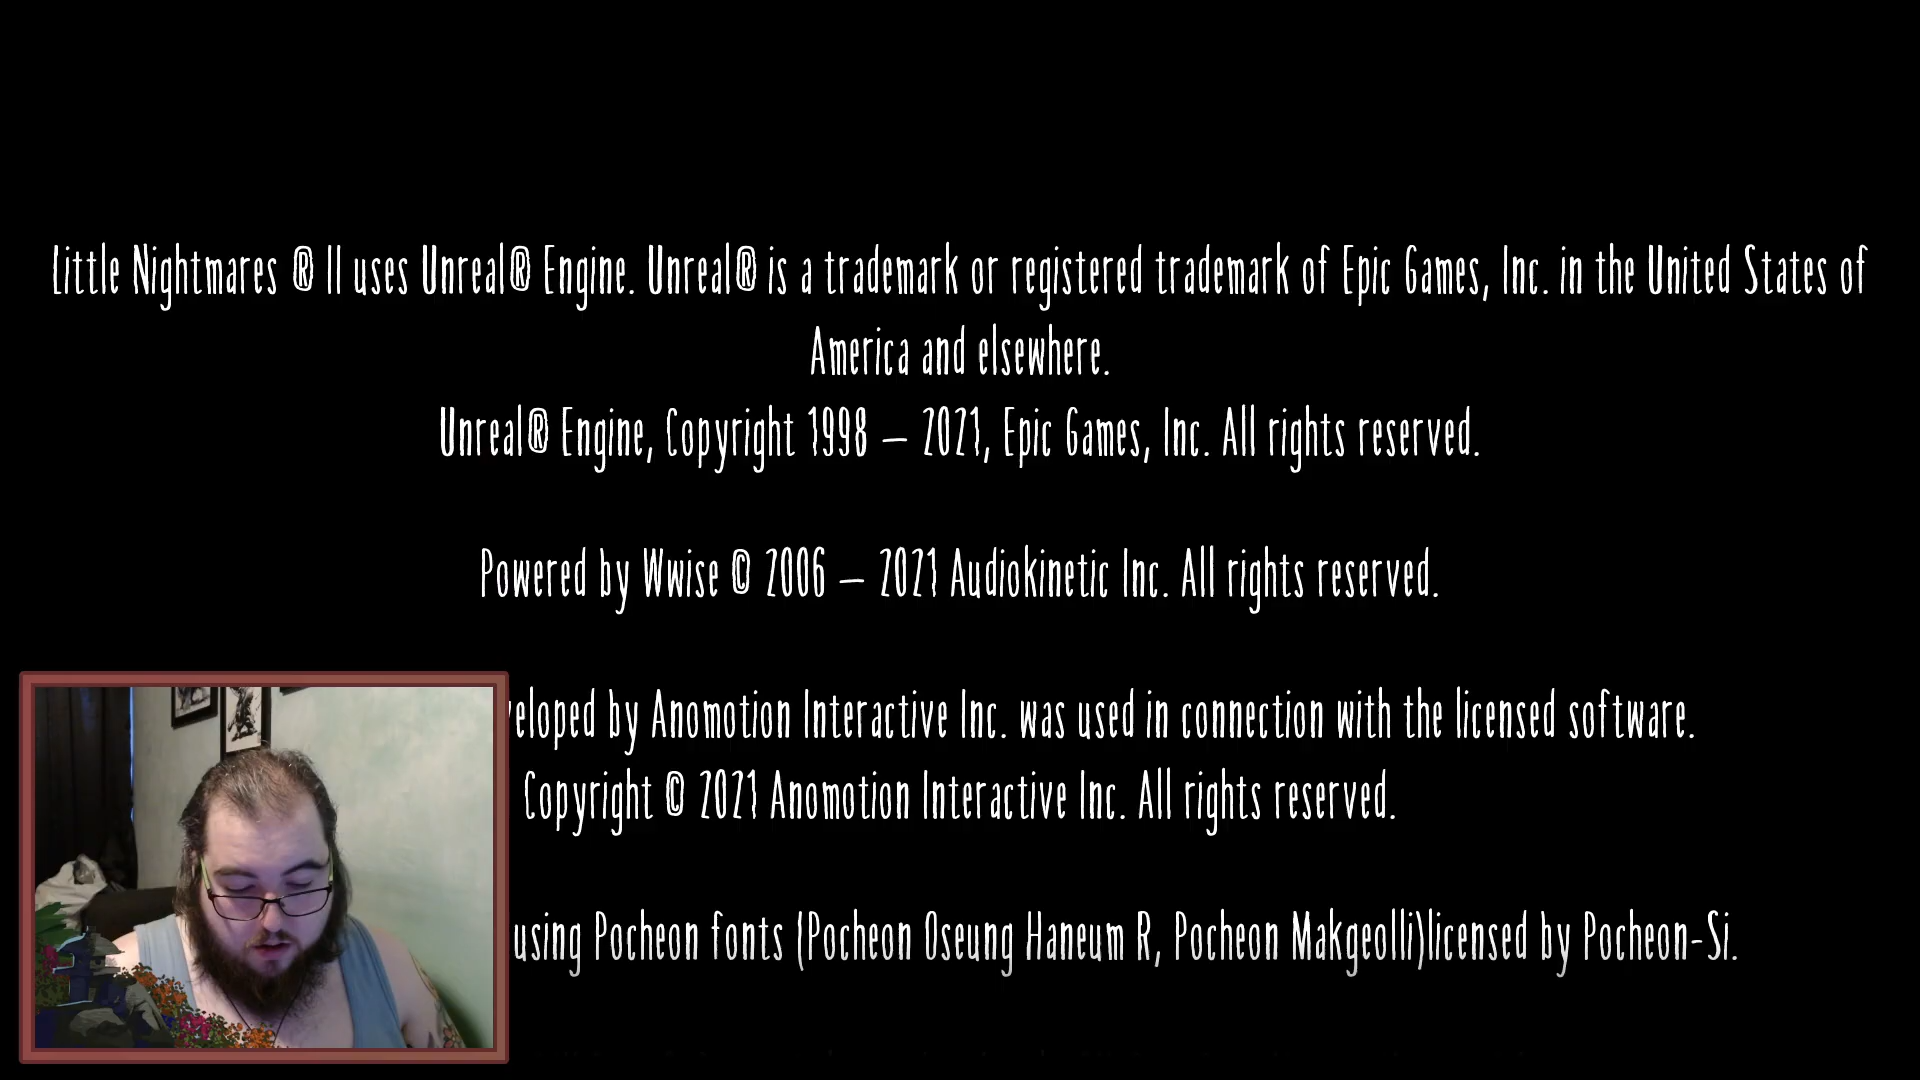 Little Nightmares ® II uses Unreal® Engine. Unreal® is a trademark or registered trademark of Epic Games, Inc. in the United States of
America and elsewhere.
Unreal® Engine, Copyright 1998 – 2021, Epic Games, Inc. All rights reserved.
Powered by Wwise © 2006 – 2021 Audiokinetic Inc. All rights reserved.
by Anomotion Interactive Inc. was used in connection with the licensed software.
Copyright © 2021 Anomotion Interactive Inc. All rights reserved.
using Pocheon fonts (Pocheon Oseung Haneum R, Pocheon Makgeolli)licensed by Pocheon-Si.